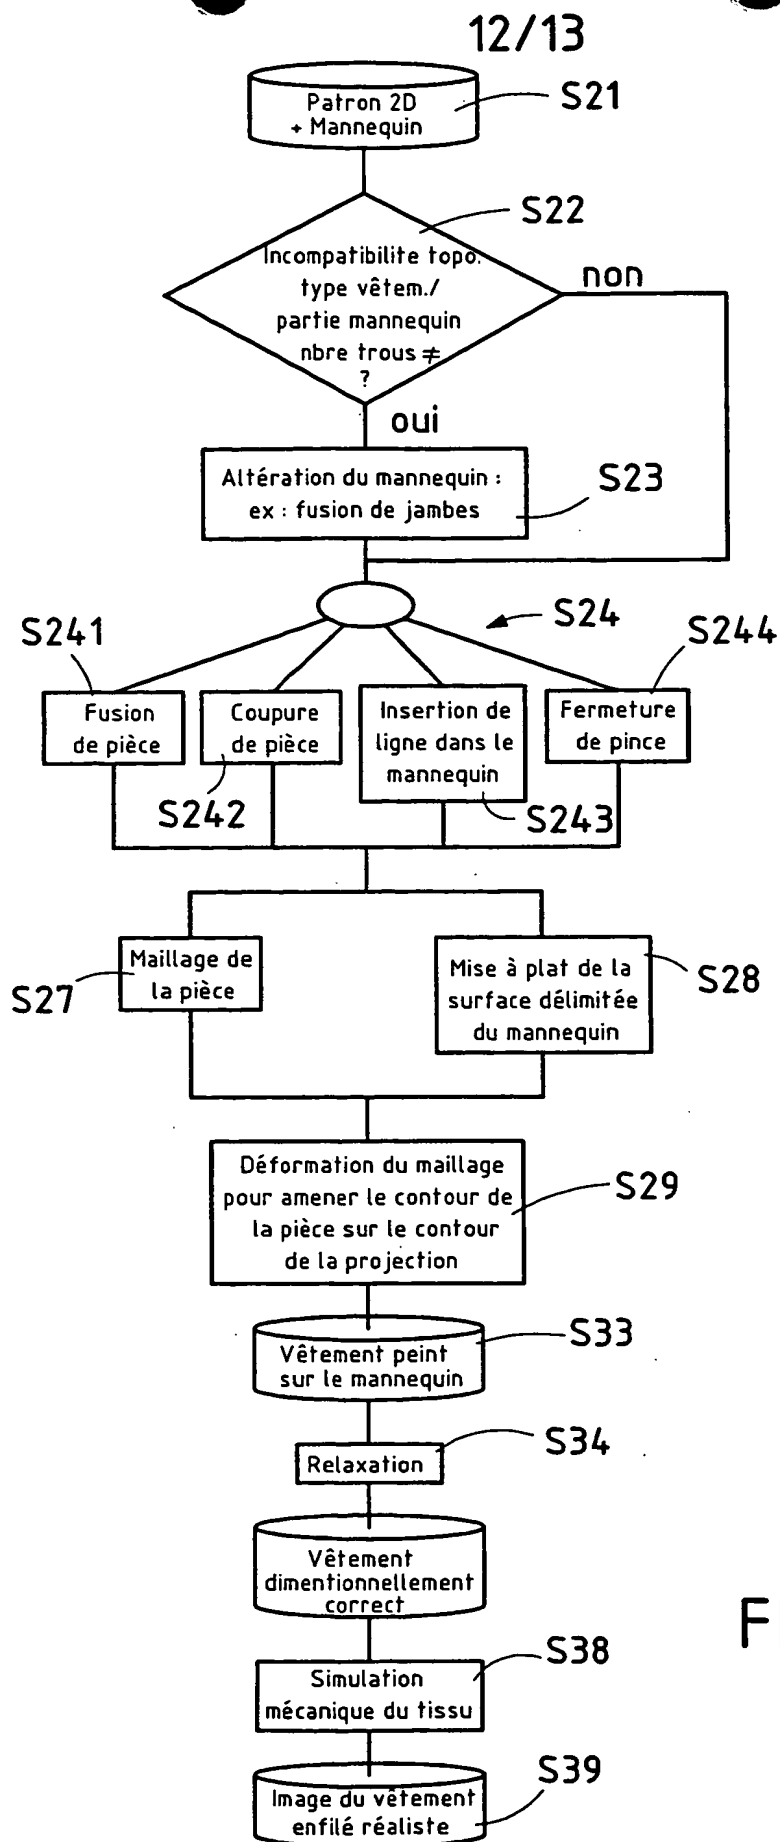 12/13
Patron 2D
+ Mannequin
S21
S22
Incompatibilite topo.
type vêtem./
partie mannequin
nbre trous ≠
?
non
oui
Altération du mannequin :
ex : fusion de jambes
S23
S24
S241
S244
Fusion
de pièce
Coupure
de pièce
Insertion de
ligne dans le
mannequin
Fermeture
de pince
S242
S243
Maillage de
la pièce
S27
Mise à plat de la
surface délimitée
du mannequin
S28
Déformation du maillage
pour amener le contour de
la pièce sur le contour
de la projection
S29
Vêtement peint
sur le mannequin
S33
Relaxation
S34
Vêtement
dimentionnellement
correct
F
Simulation
mécanique du tissu
S38
Image du vêtement
enfilé réaliste
S39